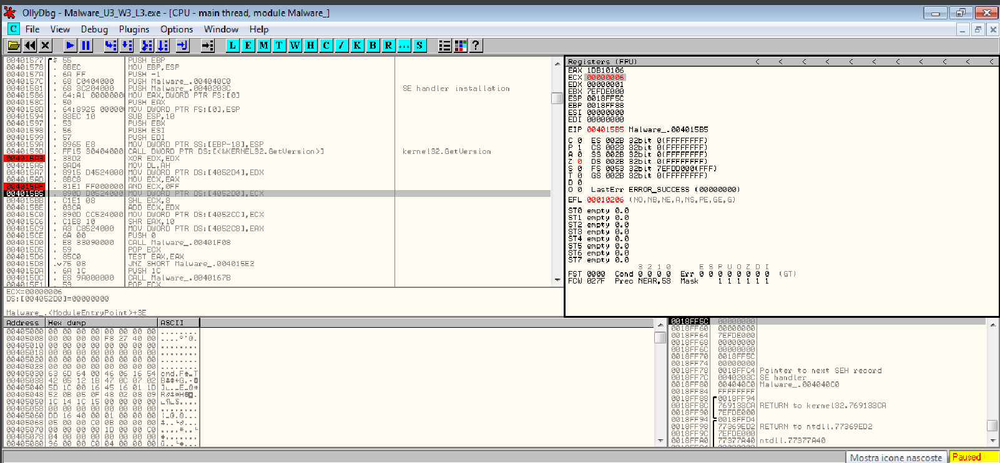 OllyDbg - Malware_U3_W3_L3.exe - [CPU - main thread, module Malware_]
C File View Debug Plugins Options Window Help
L E M T W H C / K B R ... S ?
00401577 55 PUSH EBP
00401578 . 8BEC MOV EBP,ESP
0040157A . 6A FF PUSH -1
0040157C . 68 C0404000 PUSH Malware_.004040C0
00401581 . 68 3C204000 PUSH Malware_.0040203C SE handler installation
00401586 . 64:A1 0000000 MOV EAX,DWORD PTR FS:[0]
0040158C . 50 PUSH EAX
0040158D . 64:8925 00000 MOV DWORD PTR FS:[0],ESP
00401594 . 83EC 10 SUB ESP,10
00401597 . 53 PUSH EBX
00401598 . 56 PUSH ESI
00401599 . 57 PUSH EDI
0040159A . 8965 E8 MOV DWORD PTR SS:[EBP-18],ESP
0040159D . FF15 30404000 CALL DWORD PTR DS:[<&KERNEL32.GetVersion>] kernel32.GetVersion
004015A3 . 33D2 XOR EDX,EDX
004015A5 . 8AD4 MOV DL,AH
004015A7 . 8915 D4524000 MOV DWORD PTR DS:[4052D4],EDX
004015AD . 8BC8 MOV ECX,EAX
004015AF . 81E1 FF000000 AND ECX,0FF
004015B5 . 890D D0524000 MOV DWORD PTR DS:[4052D0],ECX
004015BB . C1E1 08 SHL ECX,8
004015BE . 03CA ADD ECX,EDX
004015C0 . 890D CC524000 MOV DWORD PTR DS:[4052CC],ECX
004015C6 . C1E8 10 SHR EAX,10
004015C9 . A3 C8524000 MOV DWORD PTR DS:[4052C8],EAX
004015CE . 6A 00 PUSH 0
004015D0 . E8 33090000 CALL Malware_.00401F08
004015D5 . 59 POP ECX
004015D6 . 85C0 TEST EAX,EAX
004015D8 .v75 08 JNZ SHORT Malware_.004015E2
004015DA . 6A 1C PUSH 1C
004015DC . E8 9A000000 CALL Malware_.0040167B
004015E1 . 59 POP ECX
ECX=00000006
DS:[004052D0]=00000000
Malware_.<ModuleEntryPoint>+3E
Registers (FPU) < < < < < < < < < < <
EAX 1DB10106
ECX 00000006
EDX 00000001
EBX 7EFDE000
ESP 0018FF5C
EBP 0018FF88
ESI 00000000
EDI 00000000
EIP 004015B5 Malware_.004015B5
C 0 ES 002B 32bit 0(FFFFFFFF)
P 1 CS 0023 32bit 0(FFFFFFFF)
A 0 SS 002B 32bit 0(FFFFFFFF)
Z 0 DS 002B 32bit 0(FFFFFFFF)
S 0 FS 0053 32bit 7EFDD000(FFF)
T 0 GS 002B 32bit 0(FFFFFFFF)
D 0
O 0 LastErr ERROR_SUCCESS (00000000)
EFL 00010206 (NO,NB,NE,A,NS,PE,GE,G)
ST0 empty 0.0
ST1 empty 0.0
ST2 empty 0.0
ST3 empty 0.0
ST4 empty 0.0
ST5 empty 0.0
ST6 empty 0.0
ST7 empty 0.0
3 2 1 0 E S P U O Z D I
FST 0000 Cond 0 0 0 0 Err 0 0 0 0 0 0 0 0 (GT)
FCW 027F Prec NEAR,53 Mask 1 1 1 1 1 1
Address Hex dump ASCII
00405000 00 00 00 00 00 00 00 00 ........
00405008 00 00 00 00 F8 27 40 00 ....°'@.
00405010 00 00 00 00 00 00 00 00 ........
00405018 00 00 00 00 00 00 00 00 ........
00405020 00 00 00 00 00 00 00 00 ........
00405028 00 00 00 00 00 00 00 00 ........
00405030 63 6D 64 00 46 06 16 54 cmd.F
00405038 42 05 12 1B 47 0C 07 02
00405040 5D 1C 00 16 45 16 01 1D
00405048 52 0B 05 0F 48 02 08 09
00405050 1C 14 1C 15 00 00 00 00
00405058 00 00 00 00 00 00 00 00 ........
00405060 DD 16 40 00 01 00 00 00
00405068 05 00 00 C0 0B 00 00 00
00405070 00 00 00 00 1D 00 00 C0
00405078 04 00 00 00 00 00 00 00
00405080 96 00 00 C0 04 00 00 00
0018FF5C 00000000
0018FF60 00000000
0018FF64 7EFDE000
0018FF68 00000000
0018FF6C 00000000
0018FF70 0018FF5C
0018FF74 00000000
0018FF78 0018FFC4 Pointer to next SEH record
0018FF7C 0040203C SE handler
0018FF80 004040C0 Malware_.004040C0
0018FF84 FFFFFFFF
0018FF88 0018FF94
0018FF8C 769133CA RETURN to kernel32.769133CA
0018FF90 7EFDE000
0018FF94 0018FFD4
0018FF98 77369ED2 RETURN to ntdll.77369ED2
0018FF9C 7EFDE000
0018FFA0 77377A40 ntdll.77377A40
Mostra icone nascoste Paused